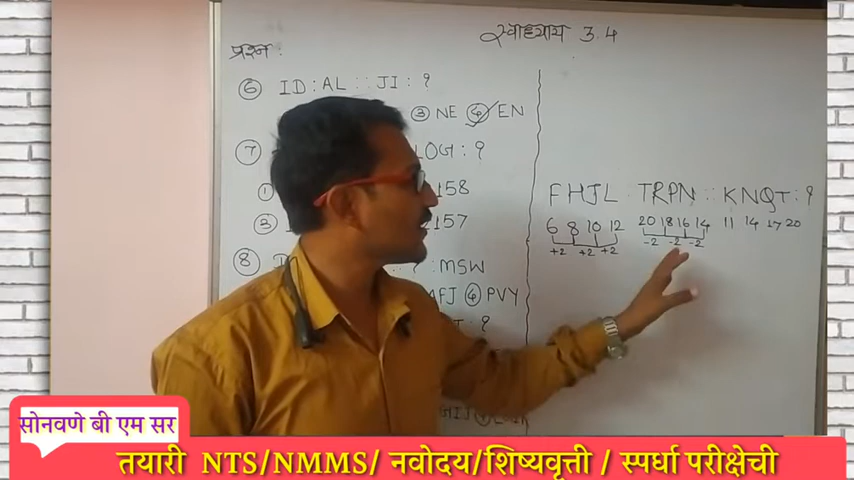 स्वाध्याय 3.4
प्रश्न :
⑥ ID : AL :: JI : ?
③ NE ④ EN
⑦ LOG : ?
① 158
③ 2157
⑧ : MSW
AFJ ④ PVY
: ?
FHJL : TRPN :: KNQT : ?
6 8 10 12 20 18 16 14 11 14 17 20
+2 +2 +2 -2 -2 -2
सोनवणे बी एम सर
तयारी NTS/NMMS/ नवोदय/शिष्यवृत्ती / स्पर्धा परीक्षेची